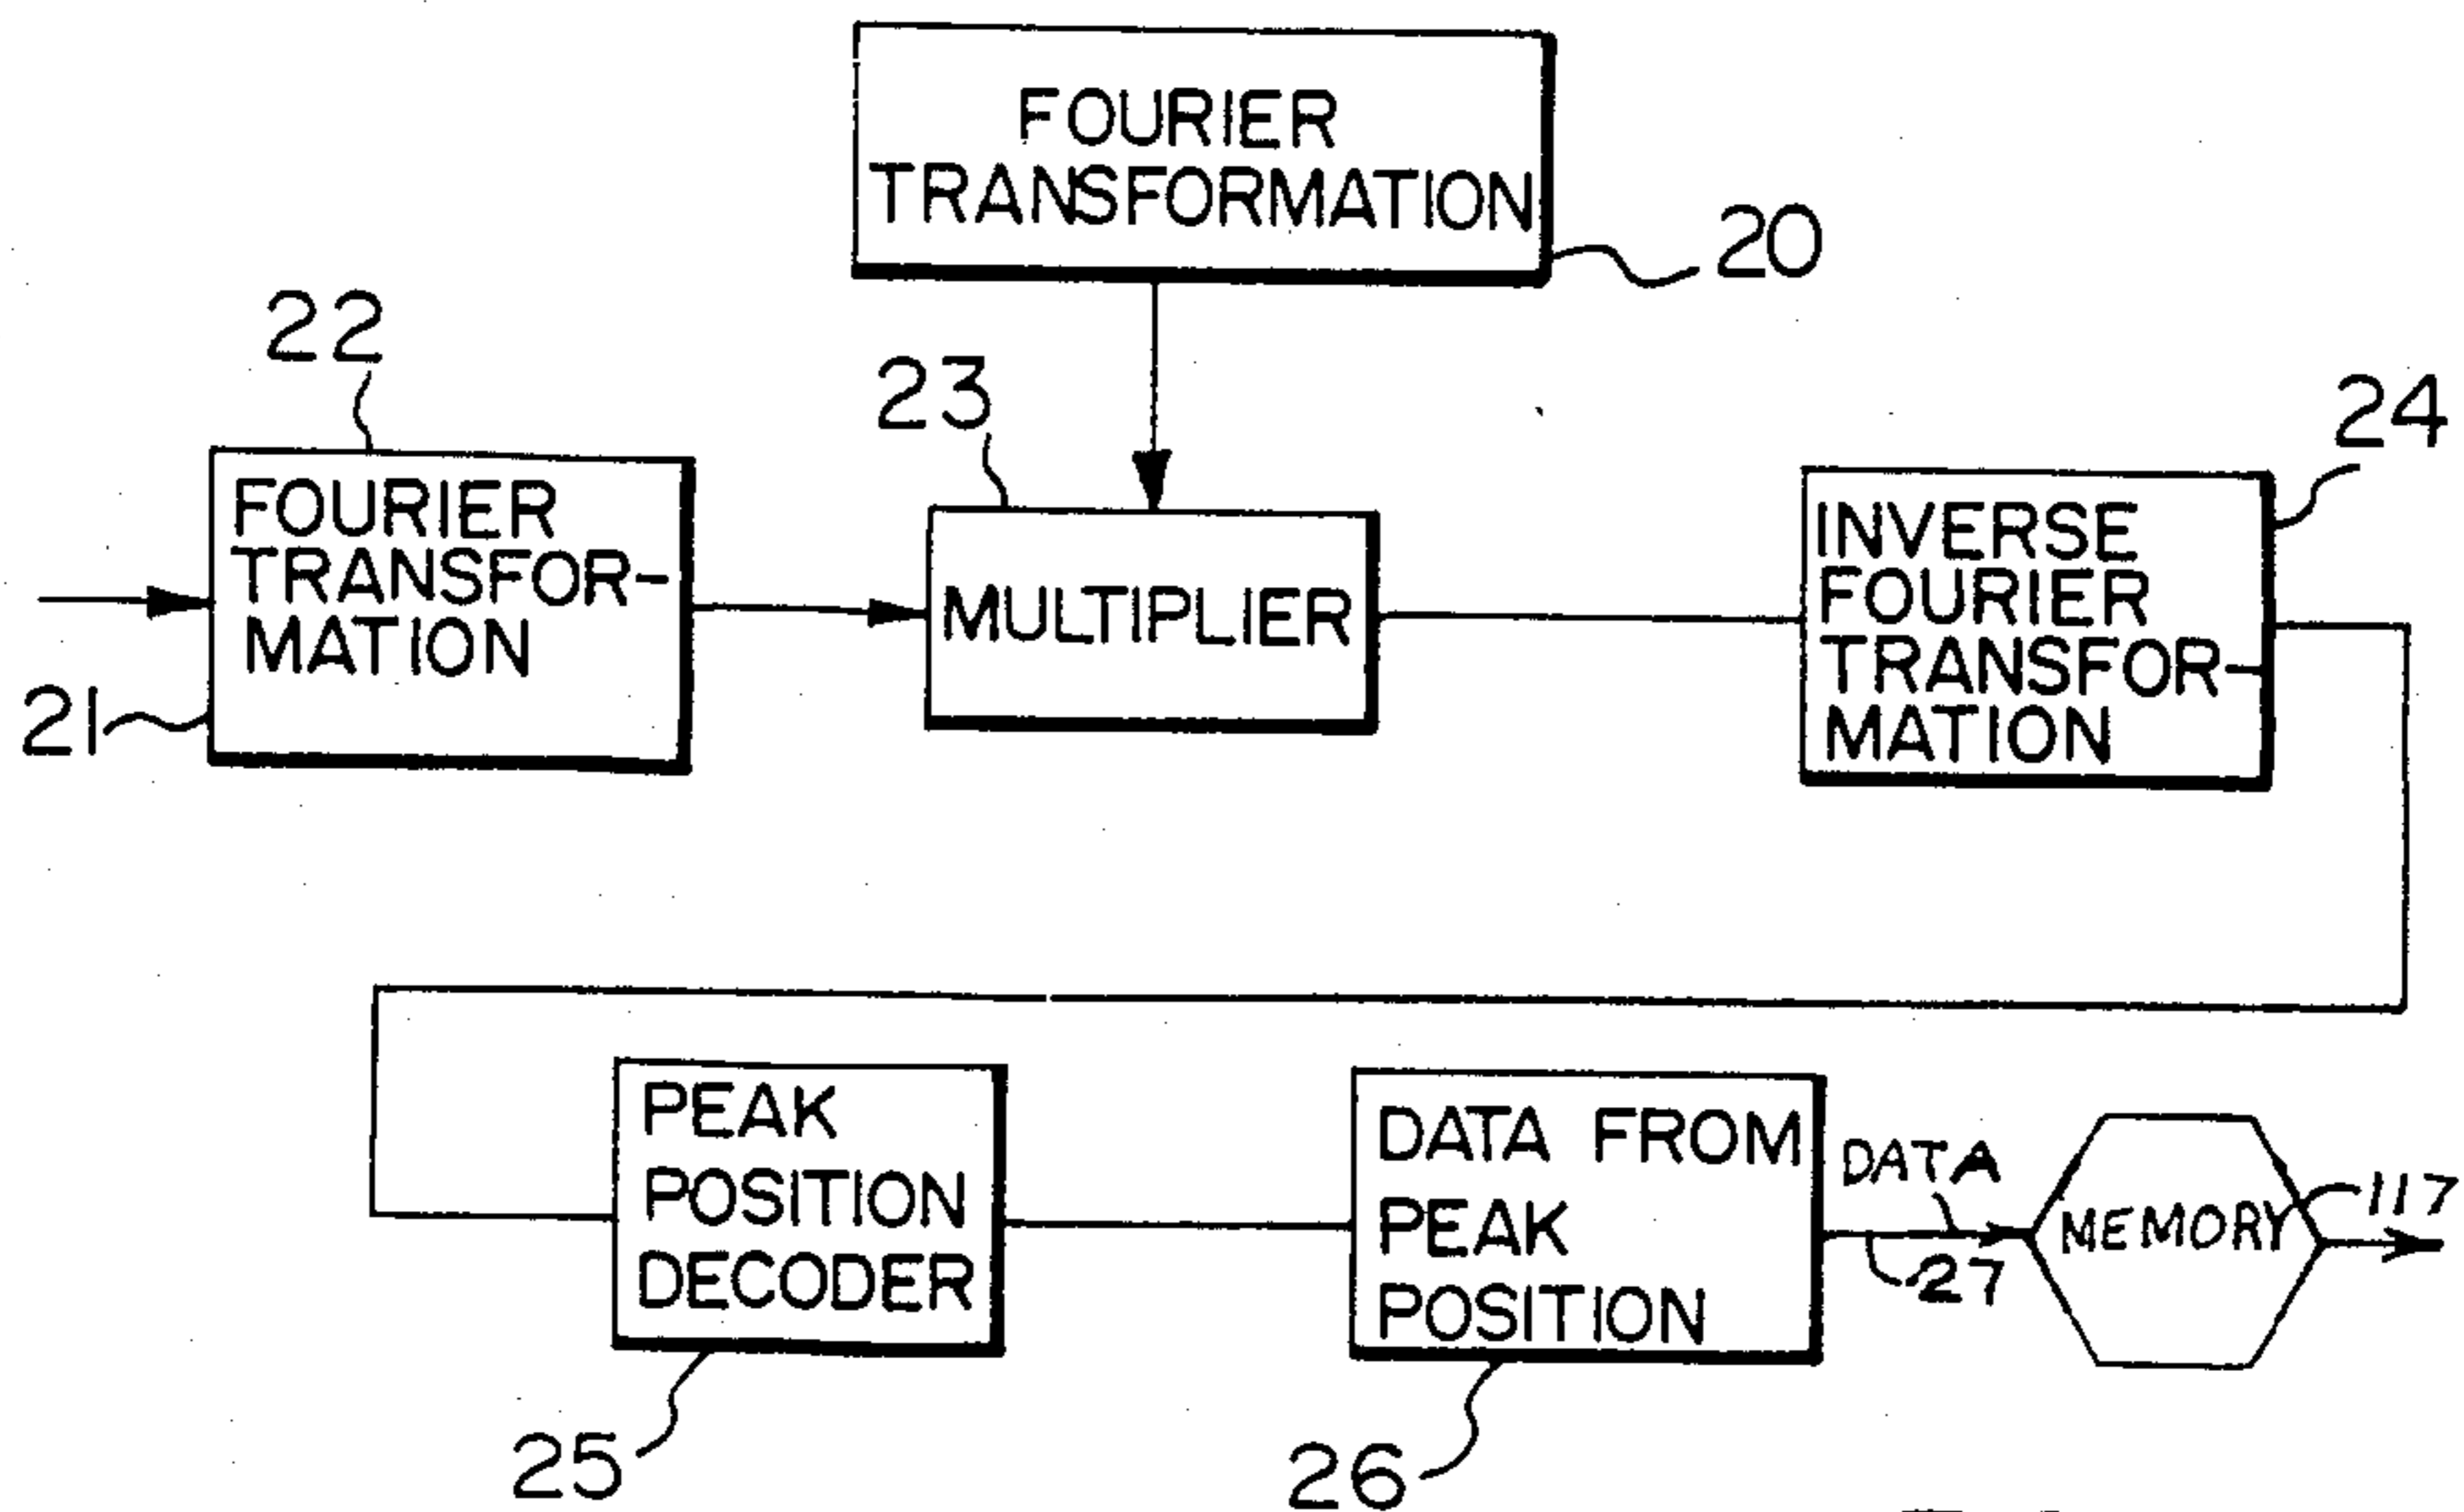 FOURIER
TRANSFORMATION
20
22
23
24
FOURIER
TRANSFOR-
MATION
21
MULTIPLIER
INVERSE
FOURIER
TRANSFOR-
MATION
PEAK
POSITION
DECODER
25
DATA FROM
PEAK
POSITION
26
DATA
27
MEMORY
117